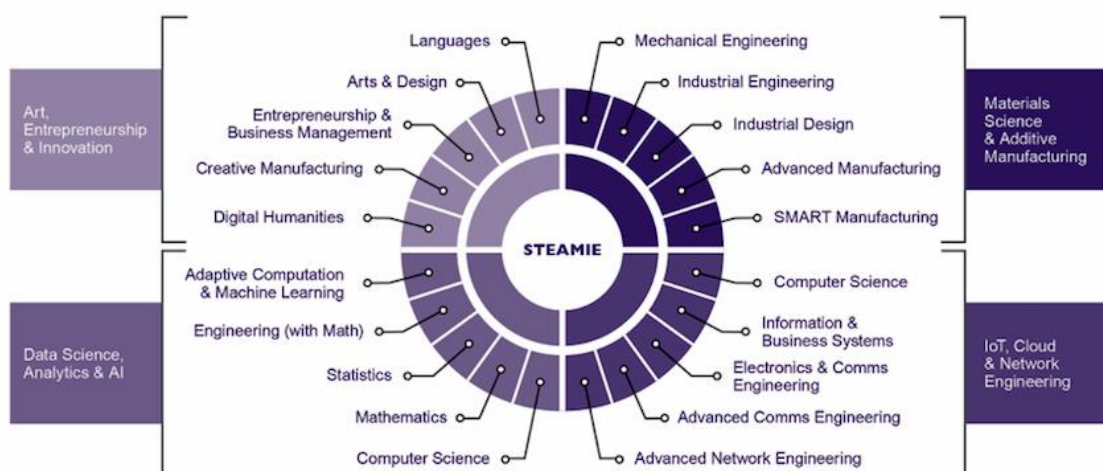 Languages
Arts & Design
Entrepreneurship &
Business Management
Creative Manufacturing
Digital Humanities
Art,
Entrepreneurship
& Innovation
Mechanical Engineering
Industrial Engineering
Industrial Design
Advanced Manufacturing
SMART Manufacturing
Materials
Science
& Additive
Manufacturing
STEAMIE
Adaptive Computation
& Machine Learning
Engineering (with Math)
Statistics
Mathematics
Computer Science
Data Science,
Analytics & AI
Computer Science
Information &
Business Systems
Electronics & Comms
Engineering
Advanced Comms Engineering
Advanced Network Engineering
IoT, Cloud
& Network
Engineering